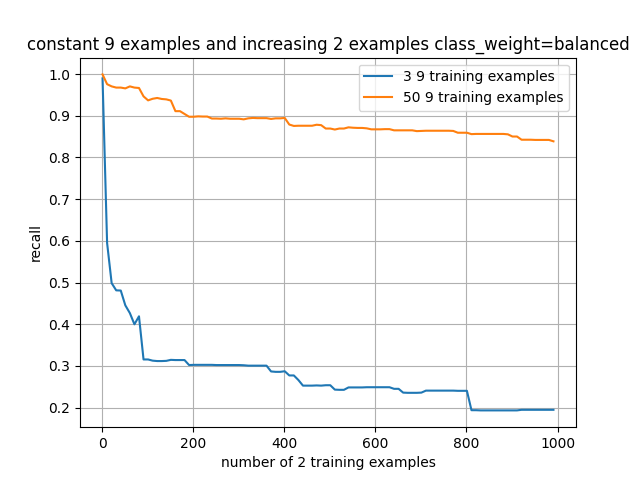 constant 9 examples and increasing 2 examples class_weight=balanced
3 9 training examples
50 9 training examples
recall
1.0
0.9
0.8
0.7
0.6
0.5
0.4
0.3
0.2
0 200 400 600 800 1000
number of 2 training examples